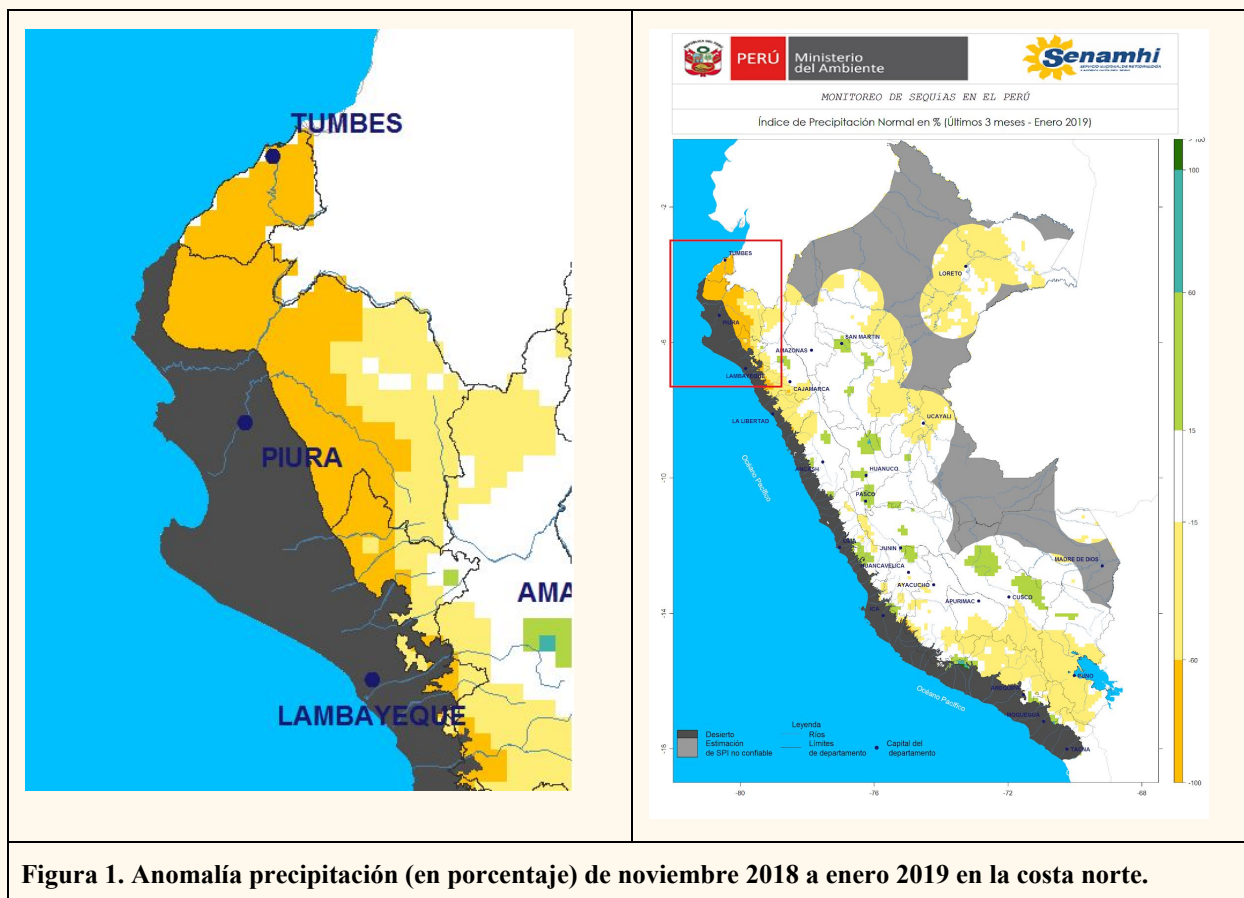 TUMBES
PIURA
AMA
LAMBAYEQUE
PERÚ
Ministerio
del Ambiente
Senamhi
MONITOREO DE SEQUÍAS EN EL PERÚ
Índice de Precipitación Normal en % (Últimos 3 meses - Enero 2019)
TUMBES
LORETO
PIURA
SAN MARTIN
AMAZONAS
LAMBAYEQUE
CAJAMARCA
LA LIBERTAD
UCAYALI
ANCASH
HUANUCO
PASCO
Océano Pacífico
LIMA
JUNIN
HUANCAVELICA
MADRE DE DIOS
AYACUCHO
APURIMAC
CUSCO
ICA
PUNO
AREQUIPA
Océano Pacífico
MOQUEGUA
TACNA
Leyenda
Desierto
Estimación
de SPI no confiable
Ríos
Límites
de departamento
Capital del
departamento
-2
-10
-14
-18
-80
-76
-72
-68
100
60
15
-15
-60
-100
Figura 1. Anomalía precipitación (en porcentaje) de noviembre 2018 a enero 2019 en la costa norte.